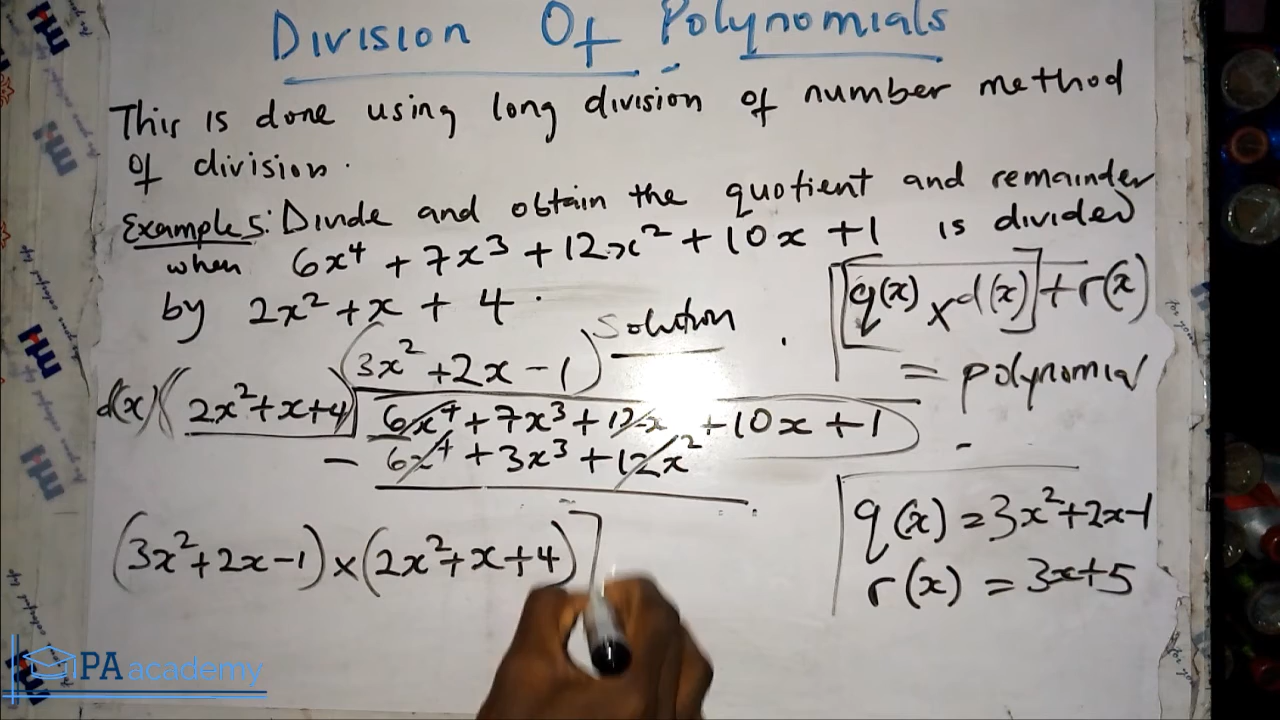 Division Of Polynomials
This is done using long division of number method
of division.
Example 5: Divide and obtain the quotient and remainder
when 6x⁴ + 7x³ + 12x² + 10x + 1 is divided
by 2x² + x + 4.
Solution
[q(x) x d(x)] + r(x)
= polynomial
(3x² + 2x - 1)
d(x) (2x² + x + 4) 6x⁴ + 7x³ + 12x + 10x + 1
- 6x⁴ + 3x³ + 12x²
(3x² + 2x - 1) x (2x² + x + 4)]
q(x) = 3x² + 2x - 1
r(x) = 3x + 5
PA academy